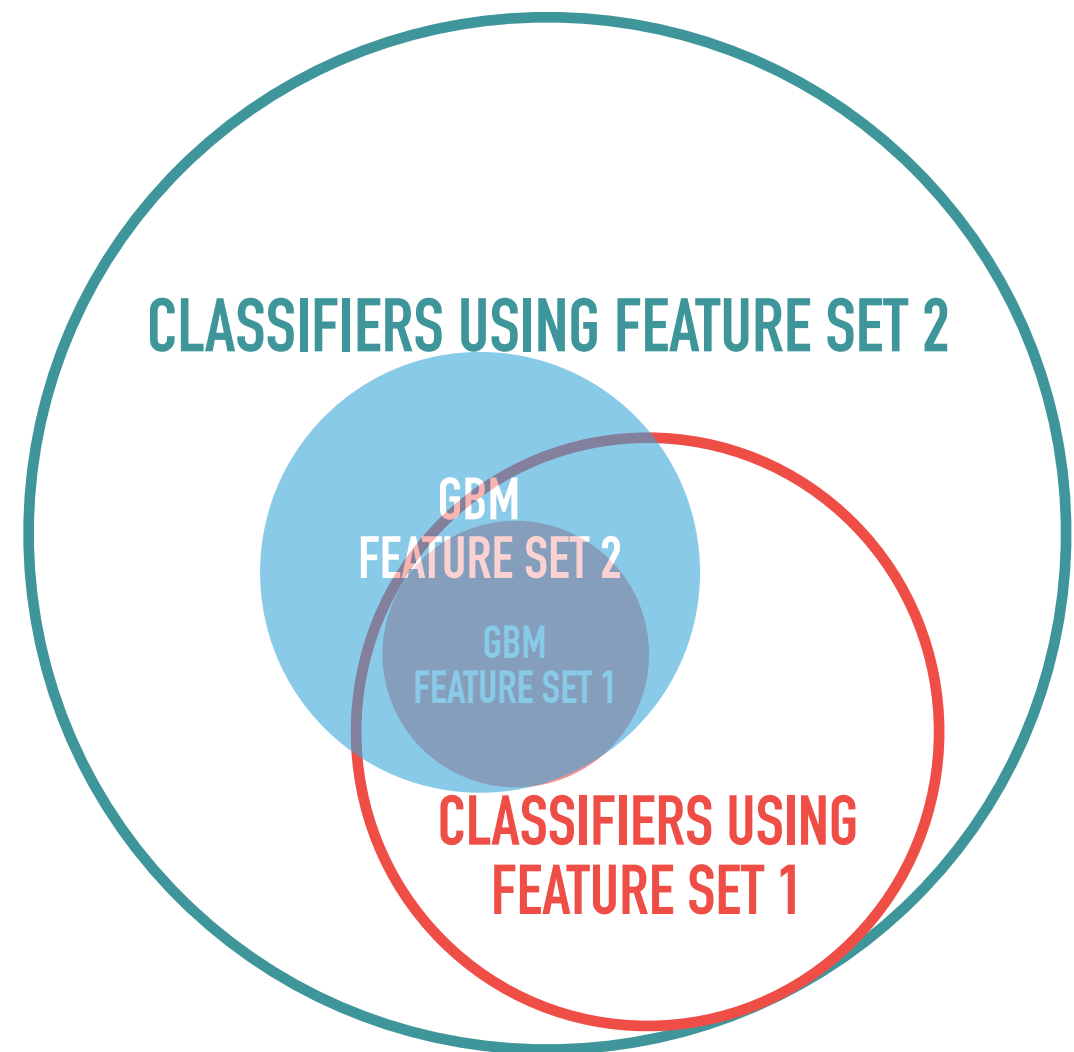 CLASSIFIERS USING FEATURE SET 2
GBM
FEATURE SET 2
GBM
FEATURE SET 1
CLASSIFIERS USING
FEATURE SET 1